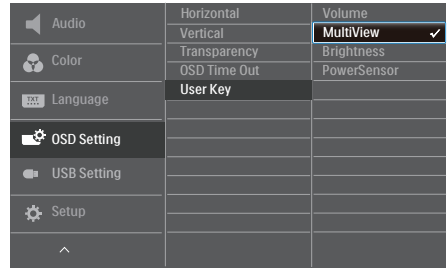 Audio
Color
TXT
Language
OSD Setting
USB Setting
Setup
Horizontal
Vertical
Transparency
OSD Time Out
User Key
Volume
MultiView
Brightness
PowerSensor